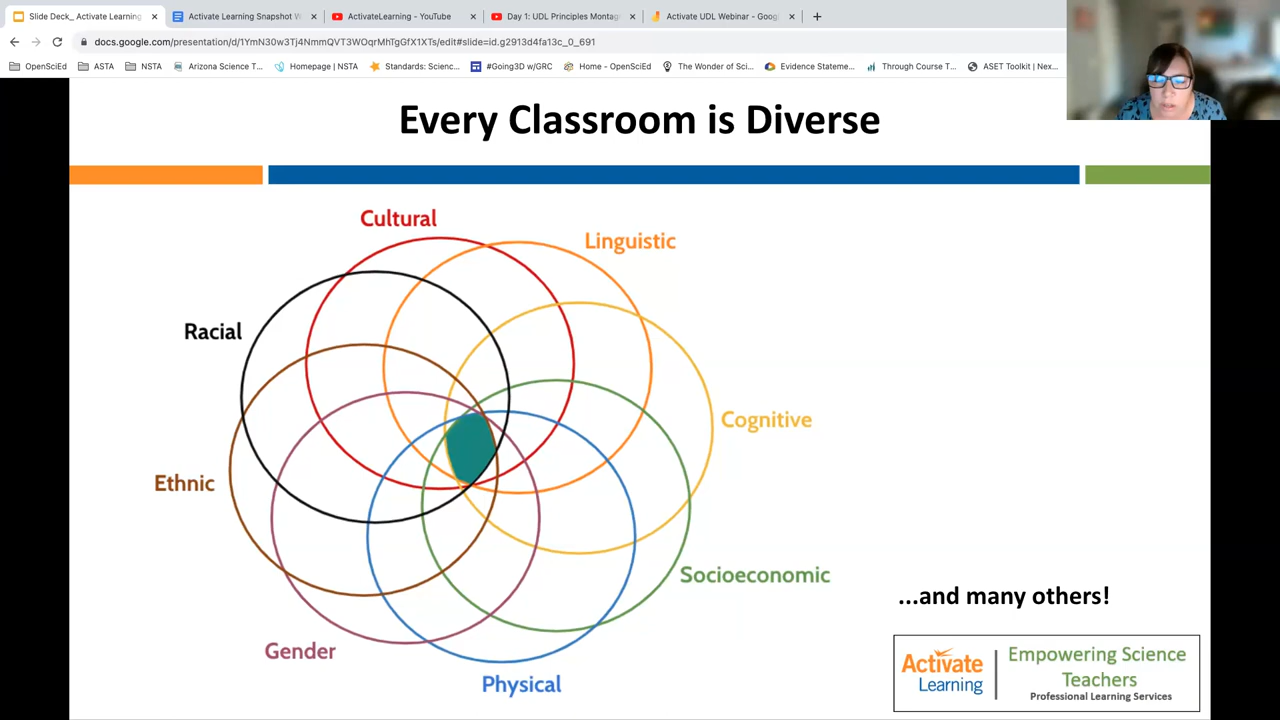 Slide Deck_ Activate Learning
Activate Learning Snapshot W
ActivateLearning - YouTube
Day 1: UDL Principles Montag
Activate UDL Webinar - Goog
docs.google.com/presentation/d/1YmN30w3Tj4NmmQVT3WOqrMhTgGfX1XTs/edit#slide=id.g2913d4fa13c_0_691
OpenSciEd
ASTA
NSTA
Arizona Science T...
Homepage | NSTA
Standards: Scienc...
#Going3D w/GRC
Home - OpenSciEd
The Wonder of Sci...
Evidence Stateme...
Through Course T...
ASET Toolkit | Nex...
Every Classroom is Diverse
Cultural
Linguistic
Racial
Cognitive
Ethnic
Socioeconomic
...and many others!
Gender
Physical
Activate
Learning
Empowering Science
Teachers
Professional Learning Services